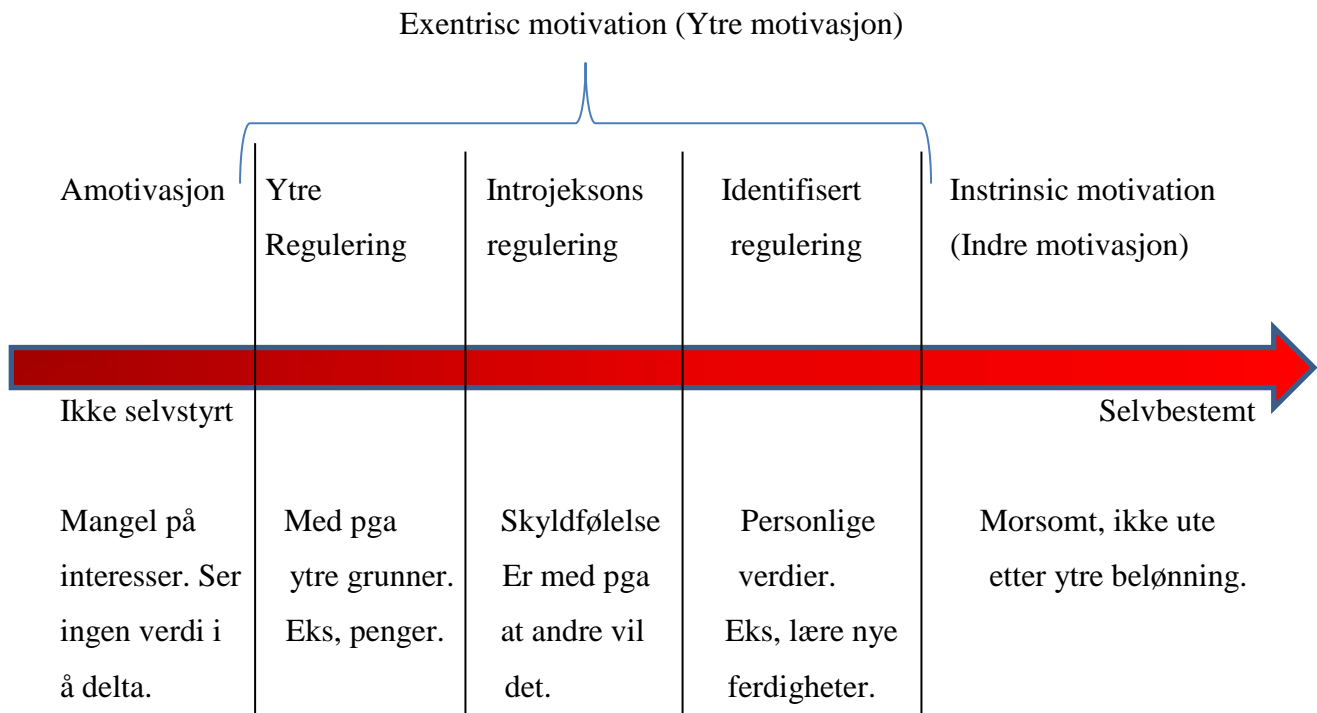 Exentrisc motivation (Ytre motivasjon)
Amotivasjon
Ytre
Regulering
Introjeksons
regulering
Identifisert
regulering
Instrinsic motivation
(Indre motivasjon)
Ikke selvstyrt
Selvbestemt
Mangel på
interesser. Ser
ingen verdi i
å delta.
Med pga
ytre grunner.
Eks, penger.
Skyldfølelse
Er med pga
at andre vil
det.
Personlige
verdier.
Eks, lære nye
ferdigheter.
Morsomt, ikke ute
etter ytre belønning.